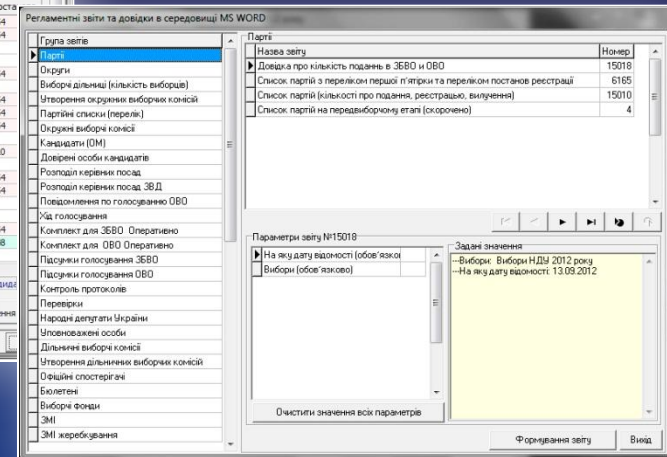 Регламентні звіти та довідки в середовищі MS WORD
Група звітів
Партії
Округи
Виборчі дільниці (кількість виборців)
Утворення окружних виборчих комісій
Партійні списки (перелік)
Окружні виборчі комісії
Кандидати (ОМ)
Довірені особи кандидатів
Розподіл керівних посад
Розподіл керівних посад ЗВД
Повідомлення по голосуванню ОВО
Хід голосування
Комплект для ЗБВО Оперативно
Комплект для ОВО Оперативно
Підсумки голосування ЗБВО
Підсумки голосування ОВО
Контроль протоколів
Перевірки
Народні депутати України
Уповноважені особи
Дільничні виборчі комісії
Утворення дільничних виборчих комісій
Офіційні спостерігачі
Бюлетені
Виборчі фонди
ЗМІ
ЗМІ жеребкування
Партії
Назва звіту Номер
Довідка про кількість поданнь в ЗБВО и ОВО 15018
Список партій з переліком першої п'ятірки та переліком постанов реєстрації 6165
Список партій (кількості про подання, реєстрацью, вилучення) 15010
Список партій на передвиборчому етапі (скорочено) 4
Параметри звіту №15018
На яку дату відомості (обов'язко
Вибори (обов'язково)
Очистити значення всіх параметрів
Задані значення
---Вибори: Вибори НДУ 2012 року
---На яку дату відомості: 13.09.2012
Формування звіту
Вихід